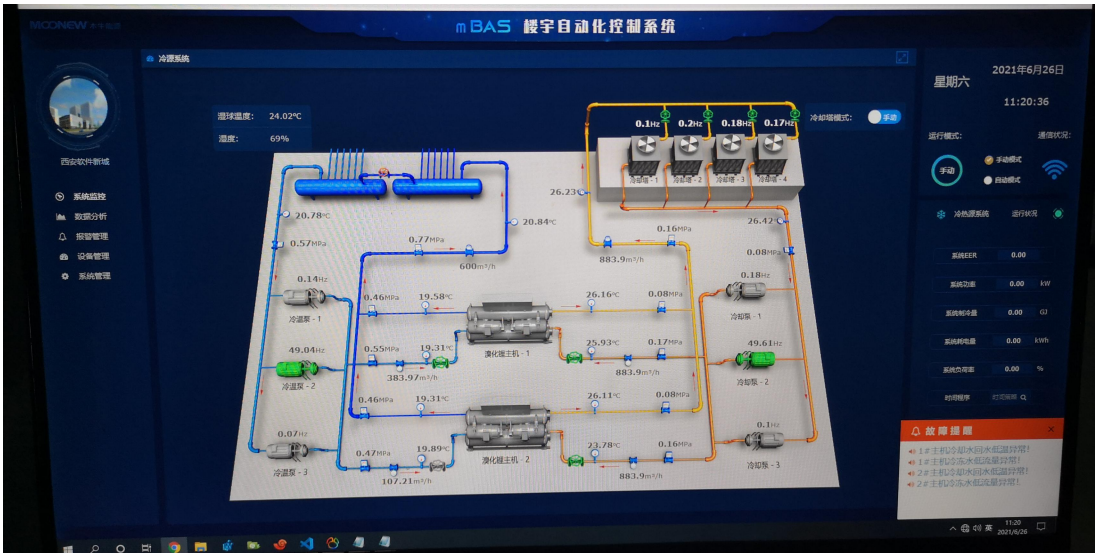 MOONEW
mBAS 楼宇自动化控制系统
冷源系统
星期六
2021年6月26日
11:20:36
湿球温度: 24.02℃
湿度: 69%
西安软件新城
系统监控
数据分析
报警管理
设备管理
系统管理
0.1Hz 0.2Hz 0.18Hz 0.17Hz
冷却塔模式: 手动
冷却塔 - 1 冷却塔 - 2 冷却塔 - 3 冷却塔 - 4
运行模式: 通信状况:
手动
手动模式
自动模式
冷热源系统 运行状况
系统EER 0.00
系统功率 0.00 kW
系统制冷量 0.00 GJ
系统耗电量 0.00 kWh
系统负荷率 0.00 %
时间程序
26.23℃
20.78℃
20.84℃
26.42℃
0.57MPa
0.77MPa
600m³/h
0.16MPa
883.9m³/h
0.08MPa
0.14Hz
冷温泵 - 1
0.46MPa
19.58℃
26.16℃
0.08MPa
0.18Hz
冷却泵 - 1
溴化锂主机 - 1
49.04Hz
冷温泵 - 2
0.55MPa
19.31℃
383.97m³/h
25.93℃
0.17MPa
883.9m³/h
49.61Hz
冷却泵 - 2
0.46MPa
19.31℃
26.11℃
0.08MPa
0.07Hz
冷温泵 - 3
0.47MPa
19.89℃
107.21m³/h
溴化锂主机 - 2
23.78℃
0.16MPa
883.9m³/h
0.1Hz
冷却泵 - 3
故障提醒 ×
1#主机冷却水回水低温异常!
1#主机冷冻水低流量异常!
2#主机冷却水回水低温异常!
2#主机冷冻水低流量异常!
英
11:20
2021/6/26